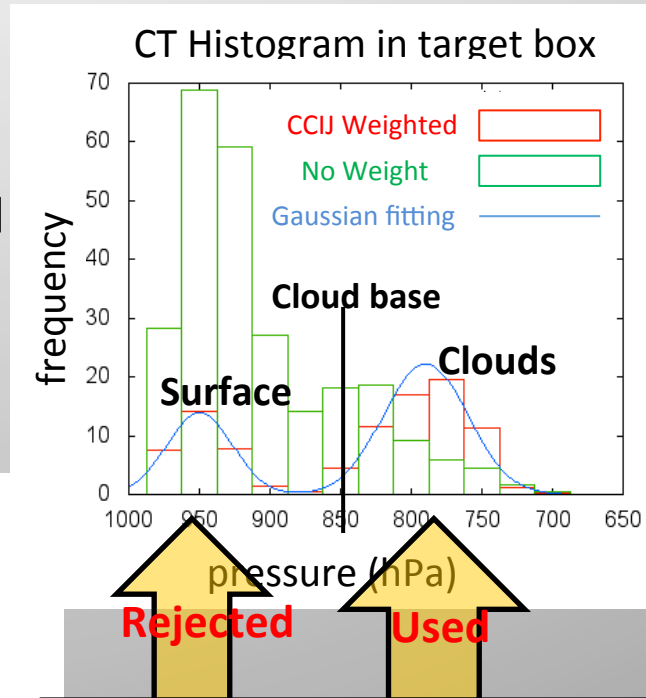 CT Histogram in target box
70
60
50
40
30
20
10
0
frequency
CCIJ Weighted
No Weight
Gaussian fitting
Cloud base
Clouds
Surface
1000 950 900 850 800 750 700 650
pressure (hPa)
Rejected
Used